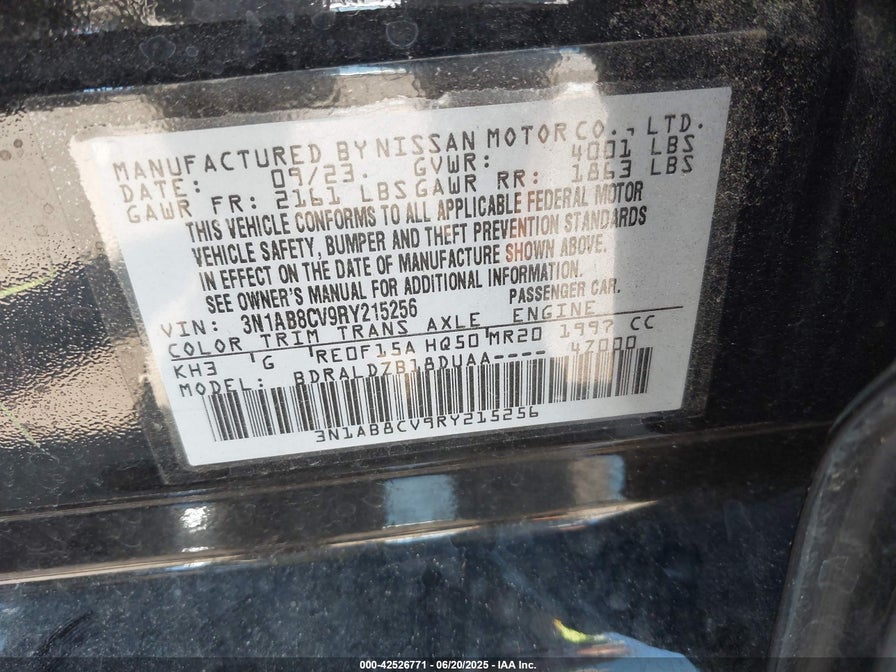 MANUFACTURED BY NISSAN MOTOR CO., LTD.
DATE: 09/23. GVWR: 4001 LBS
GAWR FR: 2161 LBS GAWR RR: 1863 LBS
THIS VEHICLE CONFORMS TO ALL APPLICABLE FEDERAL MOTOR
VEHICLE SAFETY, BUMPER AND THEFT PREVENTION STANDARDS
IN EFFECT ON THE DATE OF MANUFACTURE SHOWN ABOVE.
SEE OWNER'S MANUAL FOR ADDITIONAL INFORMATION.
VIN: 3N1AB8CV9RY215256 PASSENGER CAR.
COLOR TRIM TRANS AXLE ENGINE
KH3 G RE0F15A HQ50 MR20 1997 CC
MODEL: BDRALDZB18DUAA---- 47000
3N1AB8CV9RY215256
000-42526771 - 06/20/2025 - IAA Inc.